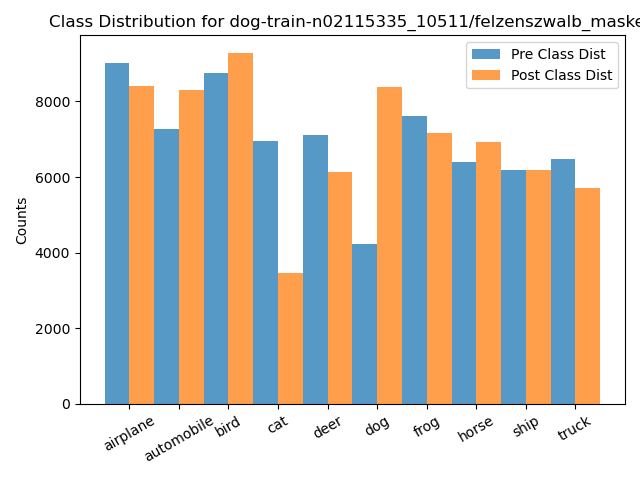 Class Distribution for dog-train-n02115335_10511/felzenszwalb_maske
Pre Class Dist
Post Class Dist
Counts
8000
6000
4000
2000
0
airplane
automobile
bird
cat
deer
dog
frog
horse
ship
truck